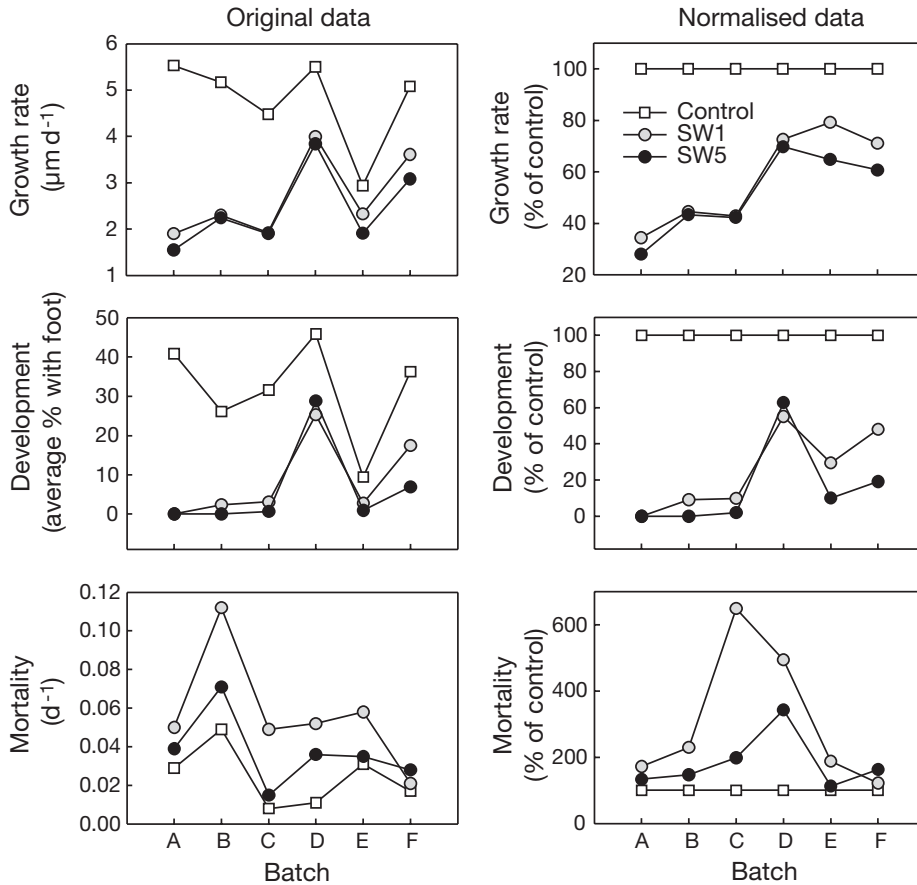 Original data
Normalised data
Growth rate
(µm d-1)
6
5
4
3
2
1
Growth rate
(% of control)
100
80
60
40
20
Control
SW1
SW5
Development
(average % with foot)
50
40
30
20
10
0
Development
(% of control)
100
80
60
40
20
0
Mortality
(d-1)
0.12
0.10
0.08
0.06
0.04
0.02
0.00
A B C D E F
Batch
Mortality
(% of control)
600
400
200
0
A B C D E F
Batch